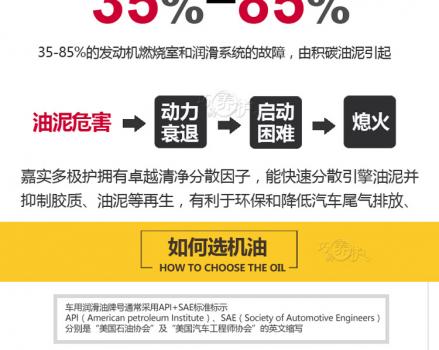 35%-85%
35-85%的发动机燃烧室和润滑系统的故障，由积碳油泥引起
油泥危害 动力衰退 启动困难 熄火
嘉实多极护拥有卓越清净分散因子，能快速分散引擎油泥并
抑制胶质、油泥等再生，有利于环保和降低汽车尾气排放、
如何选机油
HOW TO CHOOSE THE OIL
车用润滑油牌号通常采用API+SAE标准标示
API（American petroleum Institute）、SAE（Society of Automotive Engineers）
分别是“美国石油协会”及“美国汽车工程师协会”的英文缩写